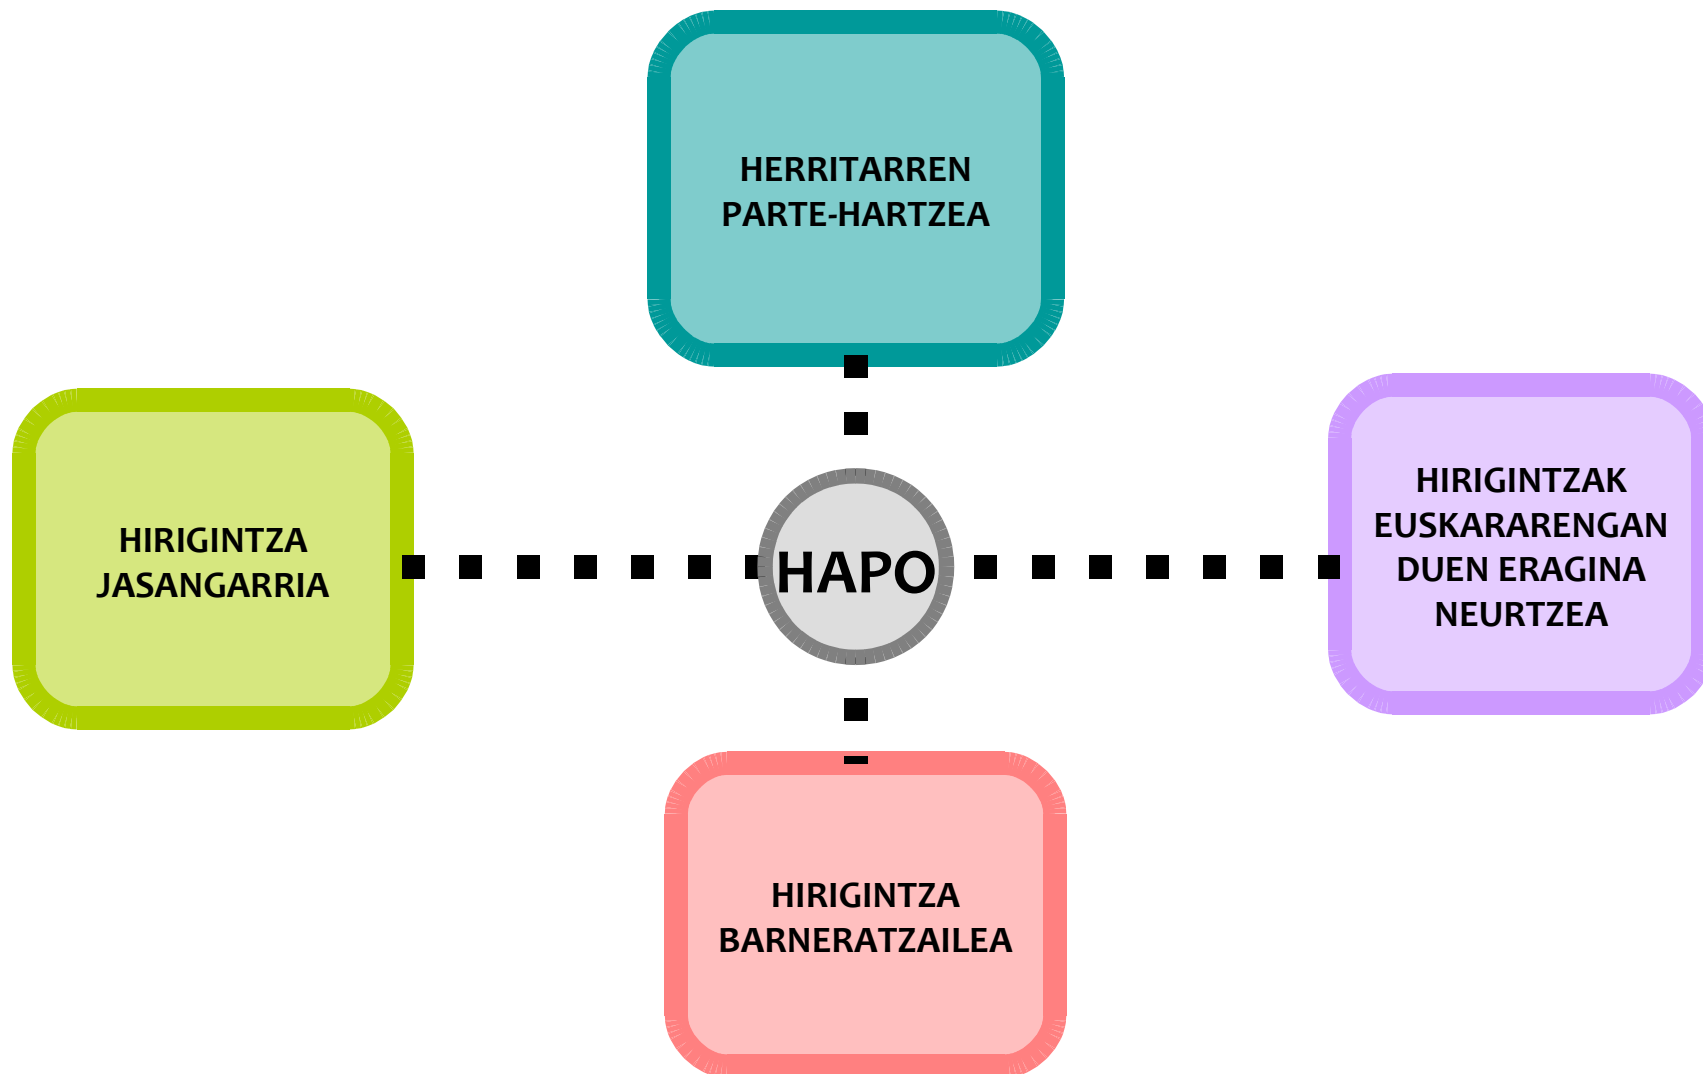 HERRITARREN
PARTE-HARTZEA
HIRIGINTZA
JASANGARRIA
HAPO
HIRIGINTZAK
EUSKARARENGAN
DUEN ERAGINA
NEURTZEA
HIRIGINTZA
BARNERATZAILEA